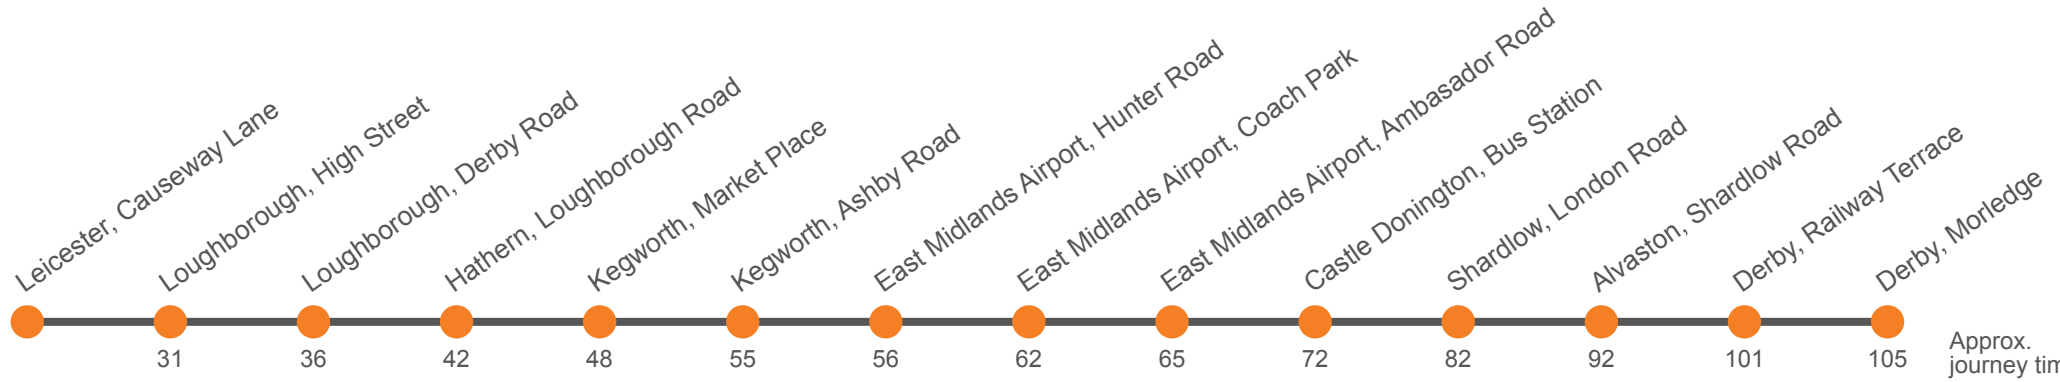 Leicester, Causeway Lane
Loughborough, High Street
Loughborough, Derby Road
Hathern, Loughborough Road
Kegworth, Market Place
Kegworth, Ashby Road
East Midlands Airport, Hunter Road
East Midlands Airport, Coach Park
East Midlands Airport, Ambasador Road
Castle Donington, Bus Station
Shardlow, London Road
Alvaston, Shardlow Road
Derby, Railway Terrace
Derby, Morledge
31
36
42
48
55
56
62
65
72
82
92
101
105
Approx.
journey tim